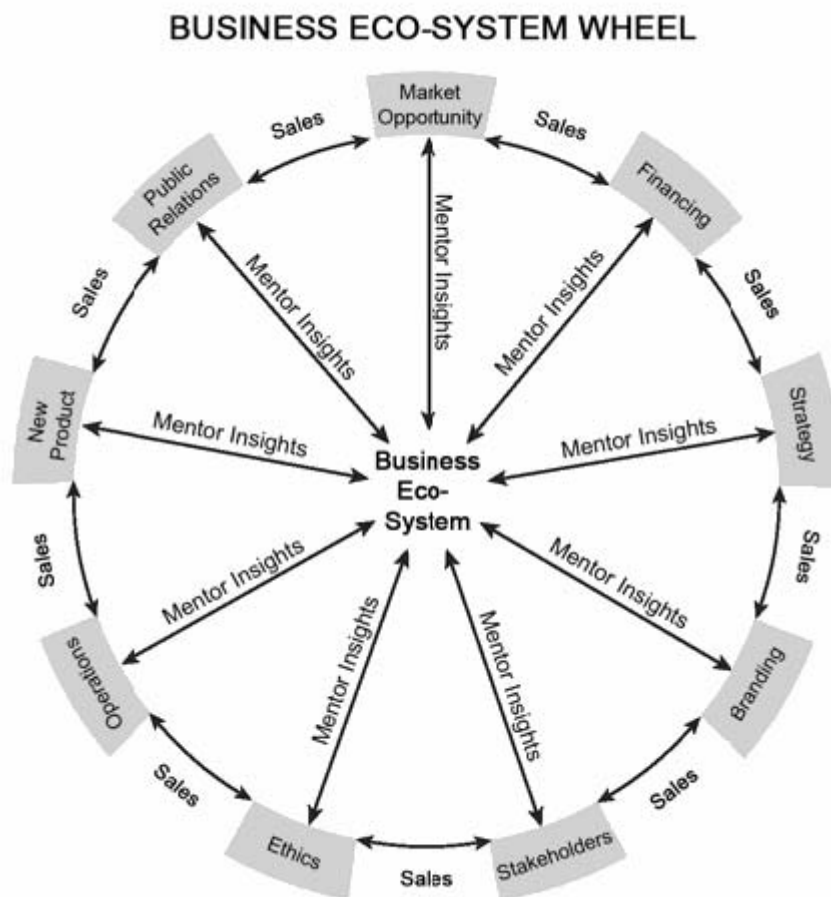 BUSINESS ECO-SYSTEM WHEEL
Market
Opportunity
Sales
Financing
Sales
Strategy
Sales
Branding
Sales
Stakeholders
Sales
Ethics
Sales
Operations
Sales
New
Product
Sales
Public
Relations
Sales
Mentor Insights
Mentor Insights
Mentor Insights
Mentor Insights
Mentor Insights
Mentor Insights
Mentor Insights
Mentor Insights
Mentor Insights
Business
Eco-
System